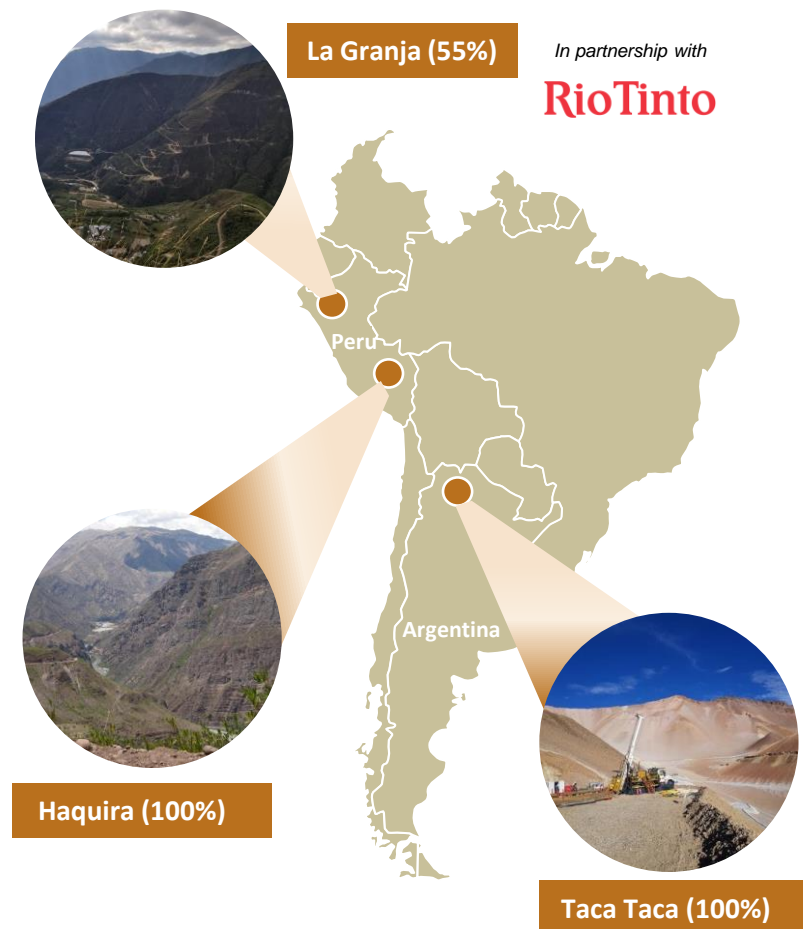 La Granja (55%)
In partnership with
RioTinto
Peru
Argentina
Haquira (100%)
Taca Taca (100%)